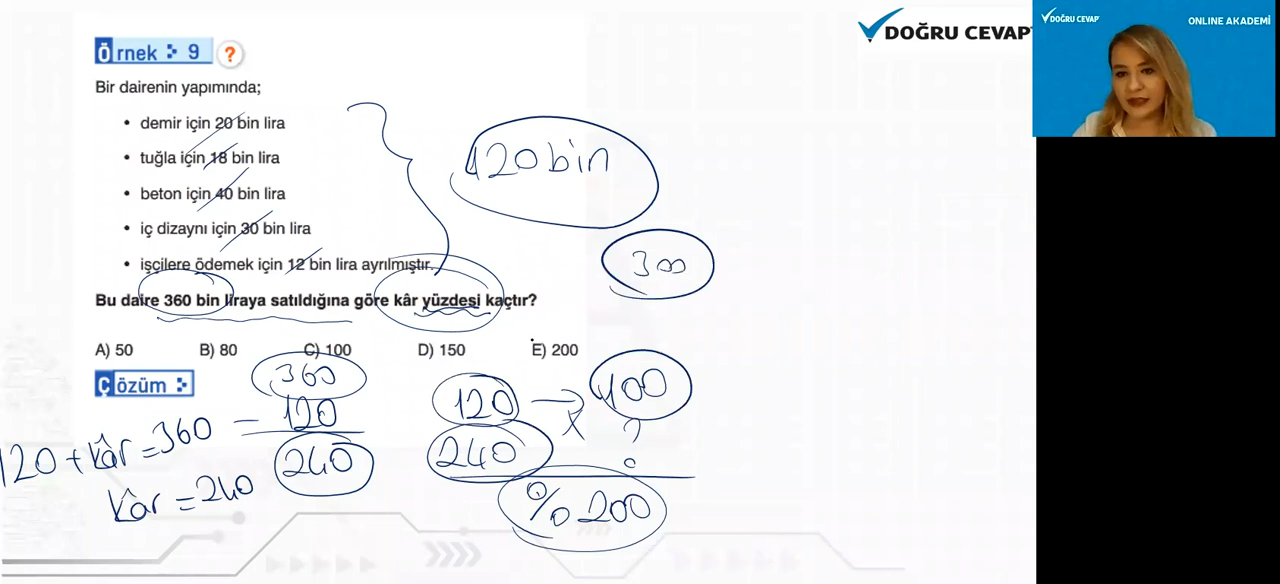 Örnek 9 ?
DOĞRU CEVAP
DOĞRU CEVAP
ONLINE AKADEMİ
Bir dairenin yapımında;
• demir için 20 bin lira
• tuğla için 18 bin lira
• beton için 40 bin lira
• iç dizaynı için 30 bin lira
• işçilere ödemek için 12 bin lira ayrılmıştır.
120 bin
300
Bu daire 360 bin liraya satıldığına göre kâr yüzdesi kaçtır?
A) 50 B) 80 C) 100 D) 150 E) 200
Çözüm
120 + kâr = 360
kâr = 240
360
- 120
240
120 → 100
240 ?
% 200